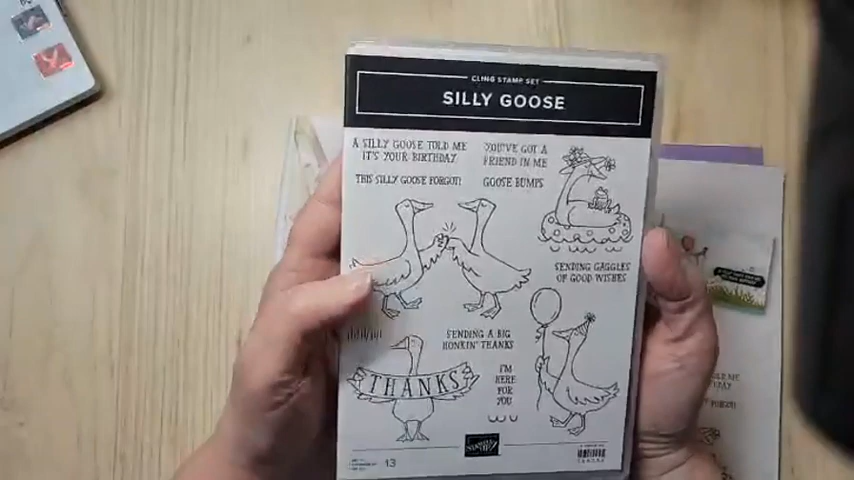 CLING STAMP SET
SILLY GOOSE
A SILLY GOOSE TOLD ME
IT'S YOUR BIRTHDAY
YOU'VE GOT A
FRIEND IN ME
THIS SILLY GOOSE FORGOT!
GOOSE BUMPS
SENDING GAGGLES
OF GOOD WISHES
SENDING A BIG
HONKIN' THANKS
I'M
HERE
FOR
YOU
THANKS
STAMPIN' UP!
13